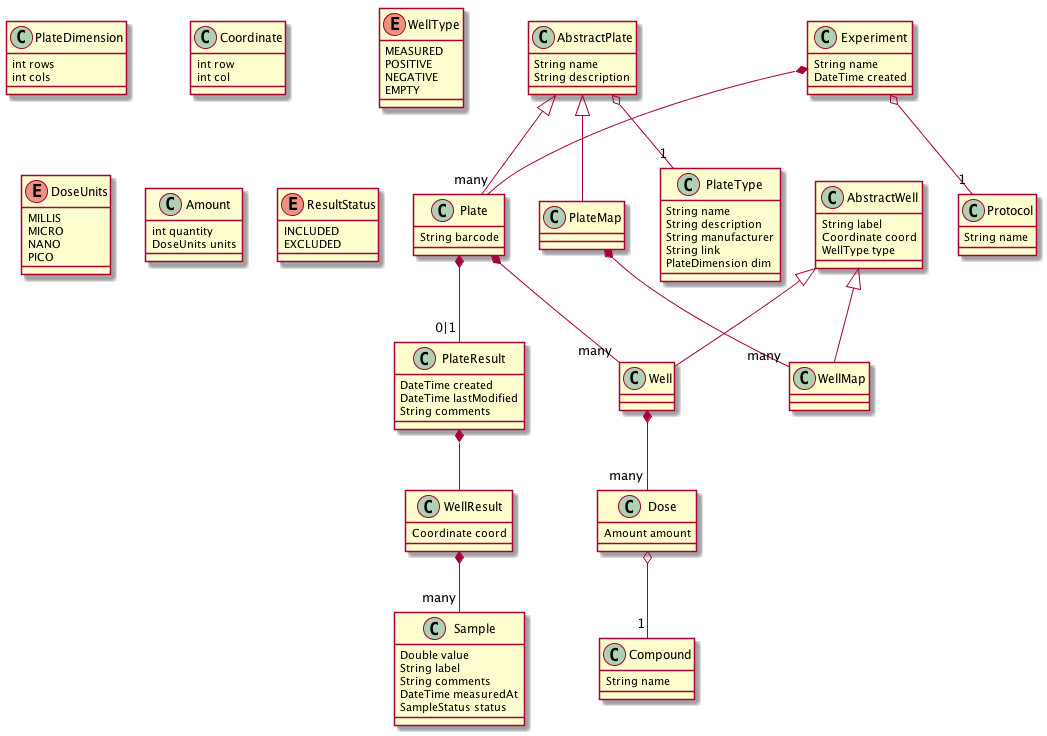 C PlateDimension
int rows
int cols
C Coordinate
int row
int col
E WellType
MEASURED
POSITIVE
NEGATIVE
EMPTY
C AbstractPlate
String name
String description
C Experiment
String name
DateTime created
many
1
1
E DoseUnits
MILLIS
MICRO
NANO
PICO
C Amount
int quantity
DoseUnits units
E ResultStatus
INCLUDED
EXCLUDED
C Plate
String barcode
C PlateMap
C PlateType
String name
String description
String manufacturer
String link
PlateDimension dim
C AbstractWell
String label
Coordinate coord
WellType type
C Protocol
String name
0|1
many
many
C PlateResult
DateTime created
DateTime lastModified
String comments
C Well
C WellMap
many
C WellResult
Coordinate coord
C Dose
Amount amount
many
1
C Sample
Double value
String label
String comments
DateTime measuredAt
SampleStatus status
C Compound
String name